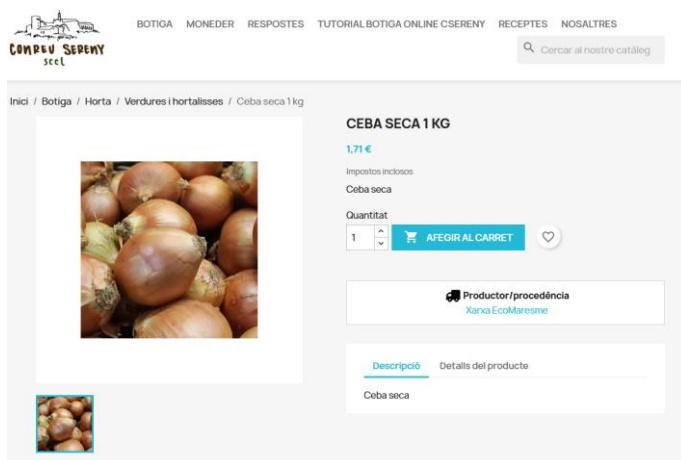 CONREU SERENY
sccl
BOTIGA MONEDER RESPOSTES TUTORIAL BOTIGA ONLINE CSERENY RECEPTES NOSALTRES
Cercar al nostre catàleg
Inici / Botiga / Horta / Verdures i hortalisses / Ceba seca 1 kg
CEBA SECA 1 KG
1,71 €
Impostos inclosos
Ceba seca
Quantitat
1 AFEGIR AL CARRET
Productor/procedència
Xarxa EcoMaresme
Descripció Detalls del producte
Ceba seca